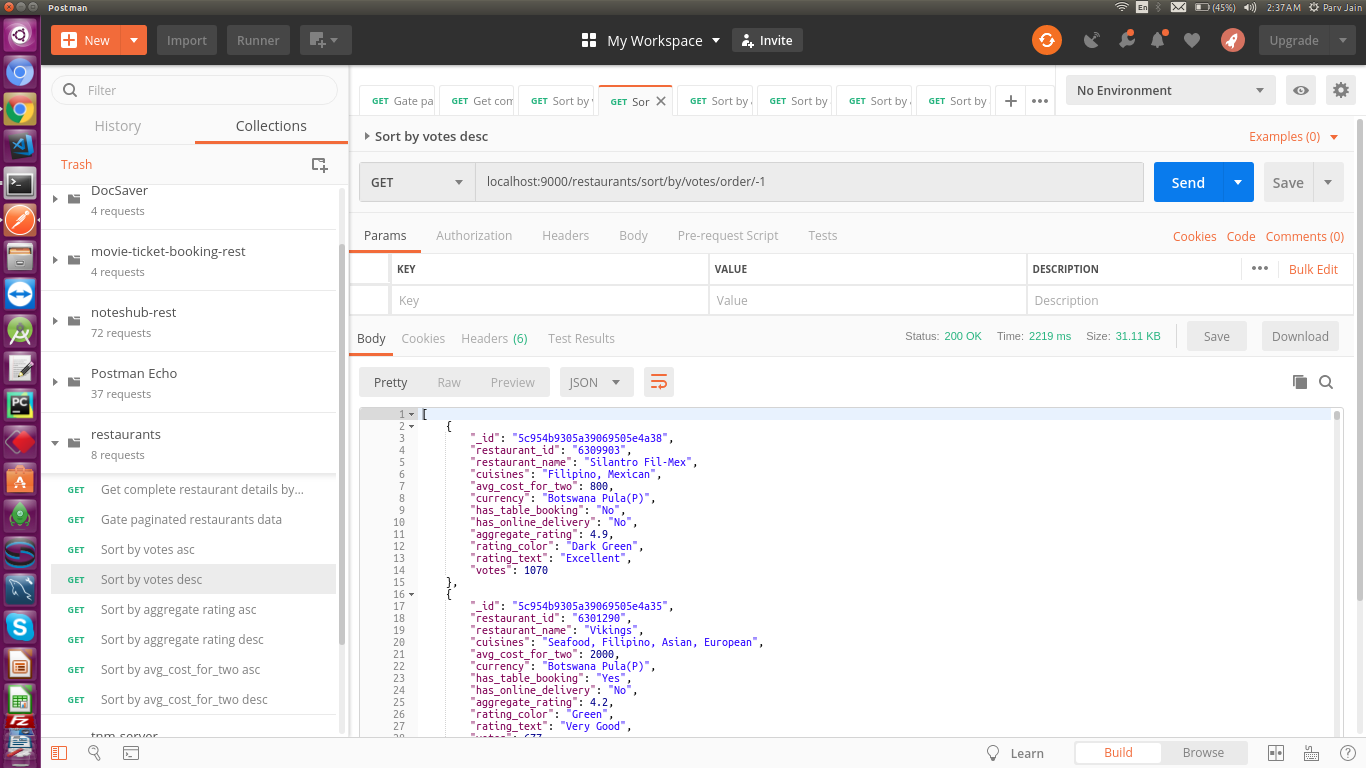 Postman
En
(45%)
2:37 AM
Parv Jain
New
Import
Runner
My Workspace
Invite
Upgrade
Filter
History
Collections
Trash
DocSaver
4 requests
movie-ticket-booking-rest
4 requests
noteshub-rest
72 requests
Postman Echo
37 requests
restaurants
8 requests
GET Get complete restaurant details by...
GET Gate paginated restaurants data
GET Sort by votes asc
GET Sort by votes desc
GET Sort by aggregate rating asc
GET Sort by aggregate rating desc
GET Sort by avg_cost_for_two asc
GET Sort by avg_cost_for_two desc
tnm-server
GET Gate pa
GET Get com
GET Sort by
GET Sor
GET Sort by
GET Sort by
GET Sort by
GET Sort by
No Environment
Sort by votes desc
Examples (0)
GET
localhost:9000/restaurants/sort/by/votes/order/-1
Send
Save
Params
Authorization
Headers
Body
Pre-request Script
Tests
Cookies
Code
Comments (0)
KEY
VALUE
DESCRIPTION
Bulk Edit
Key
Value
Description
Body
Cookies
Headers (6)
Test Results
Status: 200 OK
Time: 2219 ms
Size: 31.11 KB
Save
Download
Pretty
Raw
Preview
JSON
1 [
2 {
3 "_id": "5c954b9305a39069505e4a38",
4 "restaurant_id": "6309903",
5 "restaurant_name": "Silantro Fil-Mex",
6 "cuisines": "Filipino, Mexican",
7 "avg_cost_for_two": 800,
8 "currency": "Botswana Pula(P)",
9 "has_table_booking": "No",
10 "has_online_delivery": "No",
11 "aggregate_rating": 4.9,
12 "rating_color": "Dark Green",
13 "rating_text": "Excellent",
14 "votes": 1070
15 },
16 {
17 "_id": "5c954b9305a39069505e4a35",
18 "restaurant_id": "6301290",
19 "restaurant_name": "Vikings",
20 "cuisines": "Seafood, Filipino, Asian, European",
21 "avg_cost_for_two": 2000,
22 "currency": "Botswana Pula(P)",
23 "has_table_booking": "Yes",
24 "has_online_delivery": "No",
25 "aggregate_rating": 4.2,
26 "rating_color": "Green",
27 "rating_text": "Very Good",
28 "votes": 677
Learn
Build
Browse